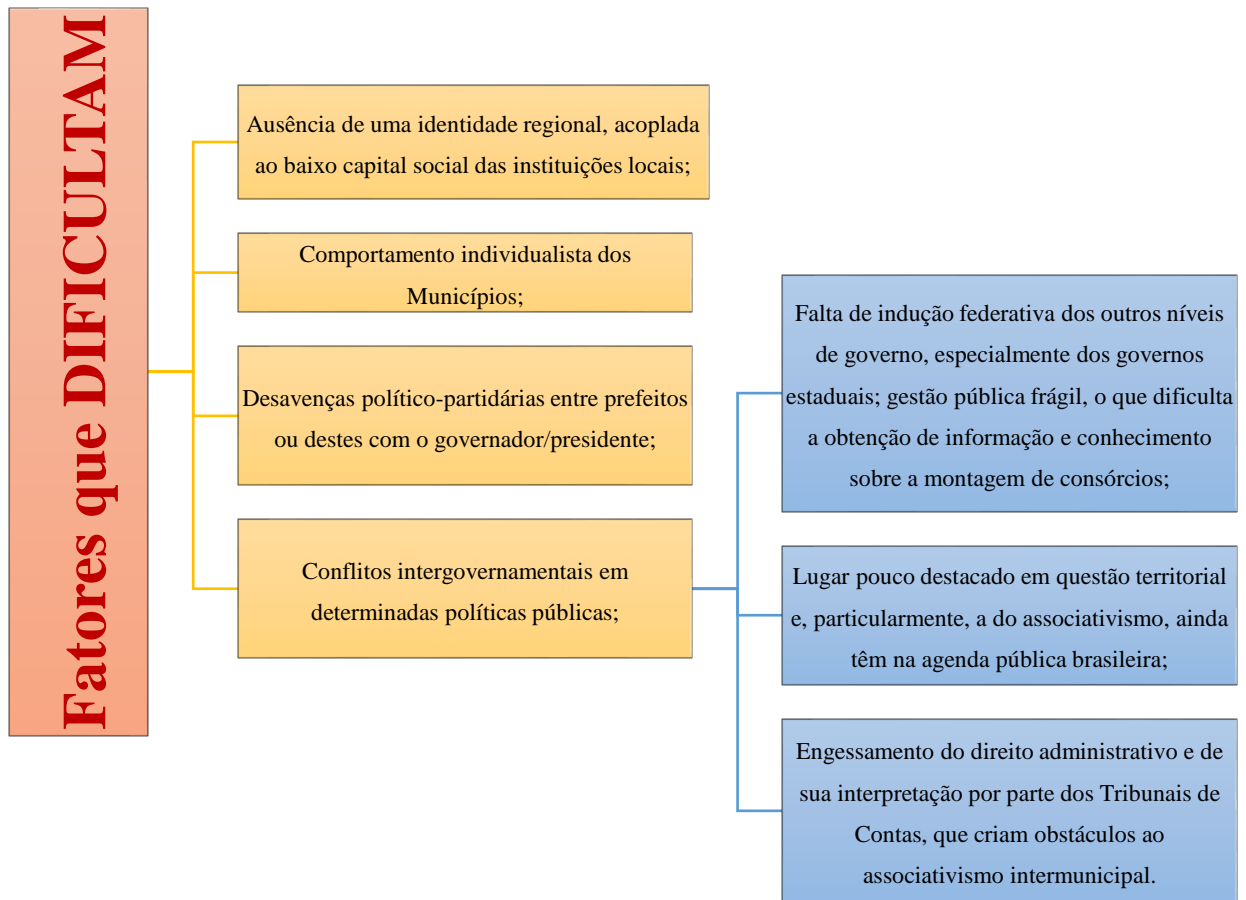 Fatores que DIFICULTAM
Ausência de uma identidade regional, acoplada
ao baixo capital social das instituições locais;
Comportamento individualista dos
Municípios;
Desavenças político-partidárias entre prefeitos
ou destes com o governador/presidente;
Conflitos intergovernamentais em
determinadas políticas públicas;
Falta de indução federativa dos outros níveis
de governo, especialmente dos governos
estaduais; gestão pública frágil, o que dificulta
a obtenção de informação e conhecimento
sobre a montagem de consórcios;
Lugar pouco destacado em questão territorial
e, particularmente, a do associativismo, ainda
têm na agenda pública brasileira;
Engessamento do direito administrativo e de
sua interpretação por parte dos Tribunais de
Contas, que criam obstáculos ao
associativismo intermunicipal.